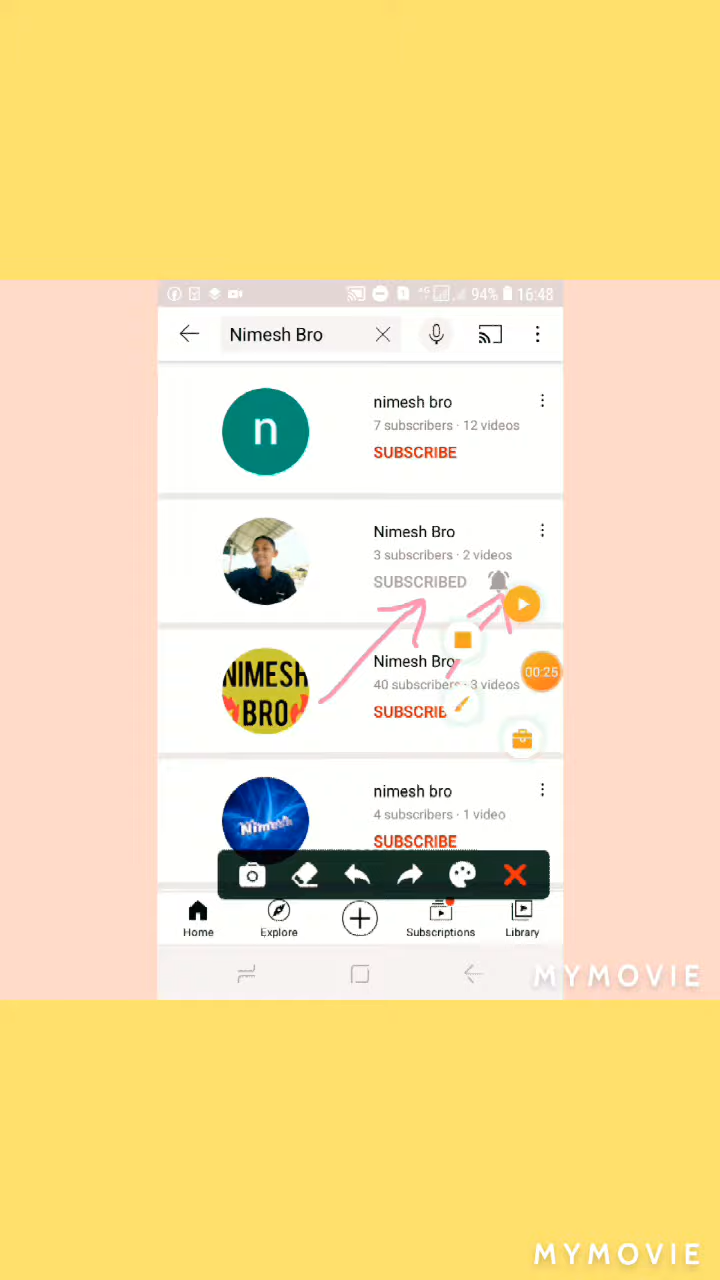 94% 16:48
Nimesh Bro
nimesh bro
n
7 subscribers · 12 videos
SUBSCRIBE
Nimesh Bro
3 subscribers · 2 videos
SUBSCRIBED
Nimesh Bro
NIMESH
BRO
40 subscribers · 3 videos
SUBSCRIB
00:25
nimesh bro
Nimesh
4 subscribers · 1 video
SUBSCRIBE
Home Explore Subscriptions Library
MYMOVIE
MYMOVIE